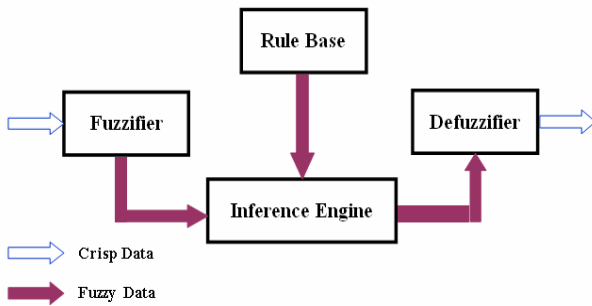 Rule Base
Fuzzifier
Defuzzifier
Inference Engine
Crisp Data
Fuzzy Data